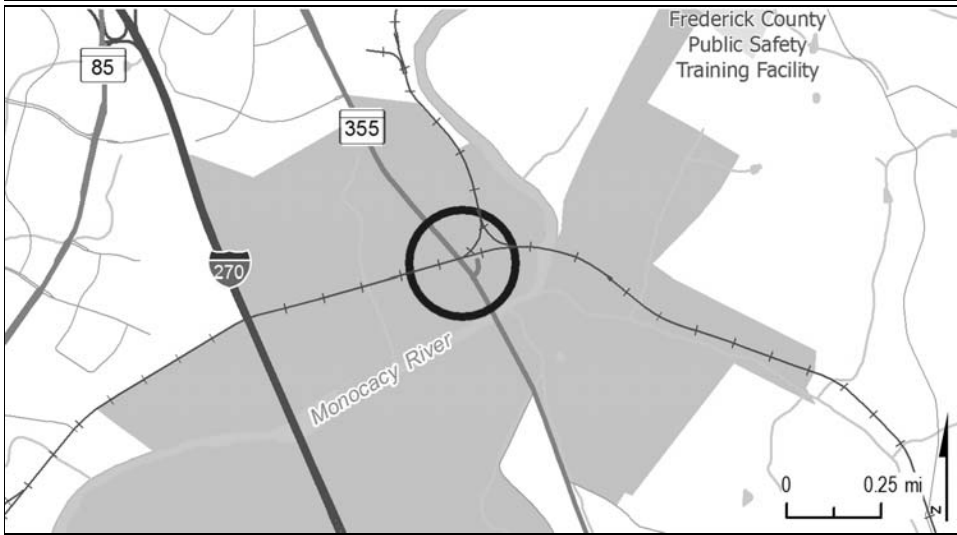 Frederick County
Public Safety
Training Facility
85
355
270
Monocacy River
0 0.25 mi
N